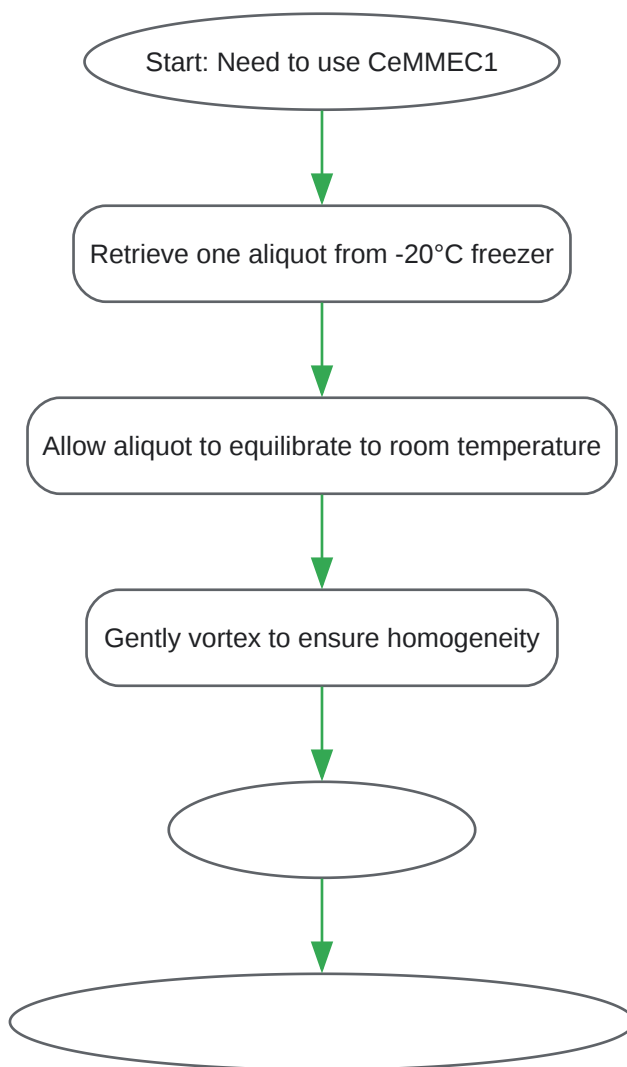 Start: Need to use CeMMEC1
Retrieve one aliquot from -20°C freezer
Allow aliquot to equilibrate to room temperature
Gently vortex to ensure homogeneity